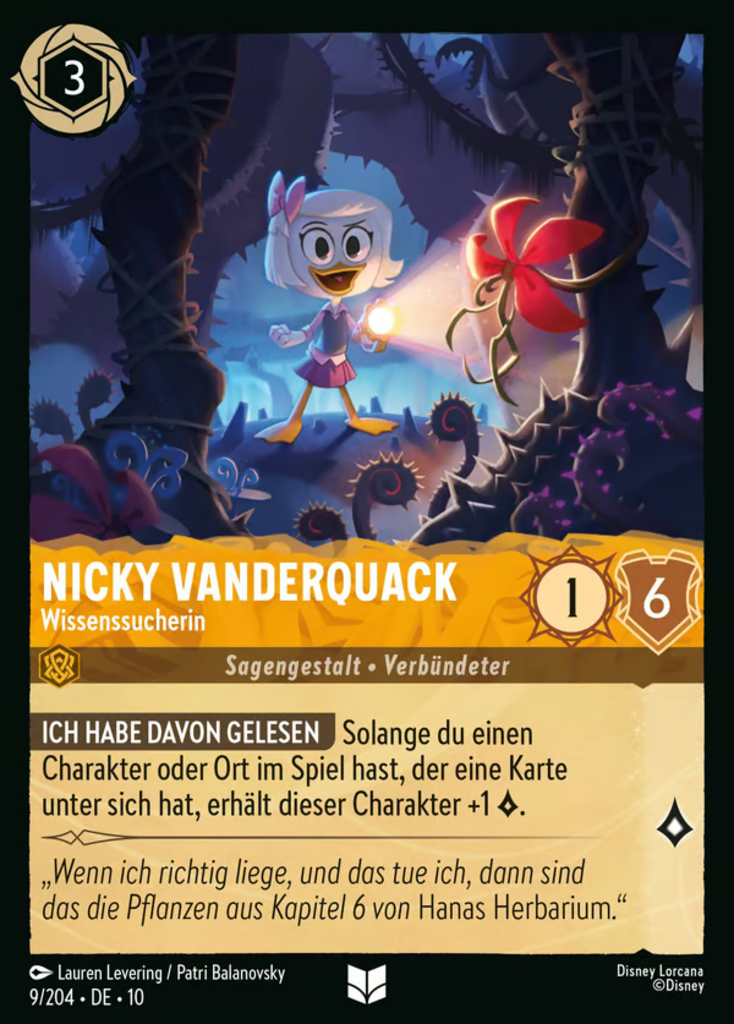 3
NICKY VANDERQUACK
Wissenssucherin
1
6
Sagengestalt • Verbündeter
ICH HABE DAVON GELESEN Solange du einen
Charakter oder Ort im Spiel hast, der eine Karte
unter sich hat, erhält dieser Charakter +1 .
„Wenn ich richtig liege, und das tue ich, dann sind
das die Pflanzen aus Kapitel 6 von Hanas Herbarium.“
Lauren Levering / Patri Balanovsky
9/204 • DE • 10
Disney Lorcana
©Disney